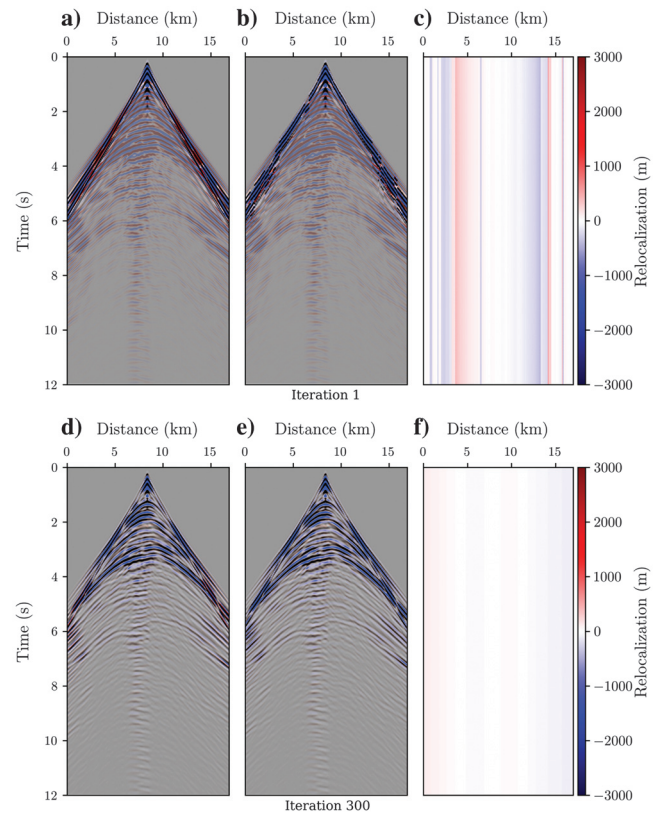 a) Distance (km) b) Distance (km) c) Distance (km)
0 5 10 15 0 5 10 15 0 5 10 15
0
2
4
6
8
10
12
Time (s)
3000
2000
1000
0
−1000
−2000
−3000
Relocalization (m)
Iteration 1
d) Distance (km) e) Distance (km) f) Distance (km)
0 5 10 15 0 5 10 15 0 5 10 15
0
2
4
6
8
10
12
Time (s)
3000
2000
1000
0
−1000
−2000
−3000
Relocalization (m)
Iteration 300